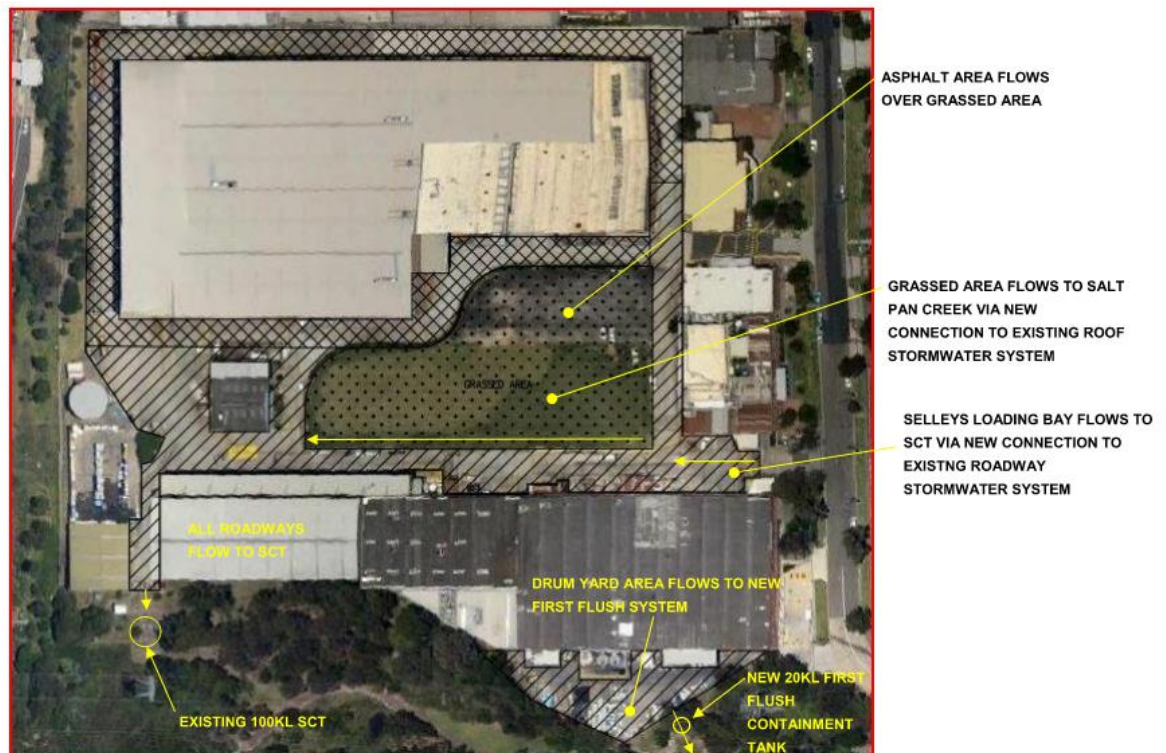 ASPHALT AREA FLOWS
OVER GRASSED AREA
GRASSED AREA FLOWS TO SALT
PAN CREEK VIA NEW
CONNECTION TO EXISTING ROOF
STORMWATER SYSTEM
GRASSED AREA
SELLEYS LOADING BAY FLOWS TO
SCT VIA NEW CONNECTION TO
EXISTNG ROADWAY
STORMWATER SYSTEM
ALL ROADWAYS
FLOW TO SCT
DRUM YARD AREA FLOWS TO NEW
FIRST FLUSH SYSTEM
NEW 20KL FIRST
FLUSH
CONTAINMENT
TANK
EXISTING 100KL SCT